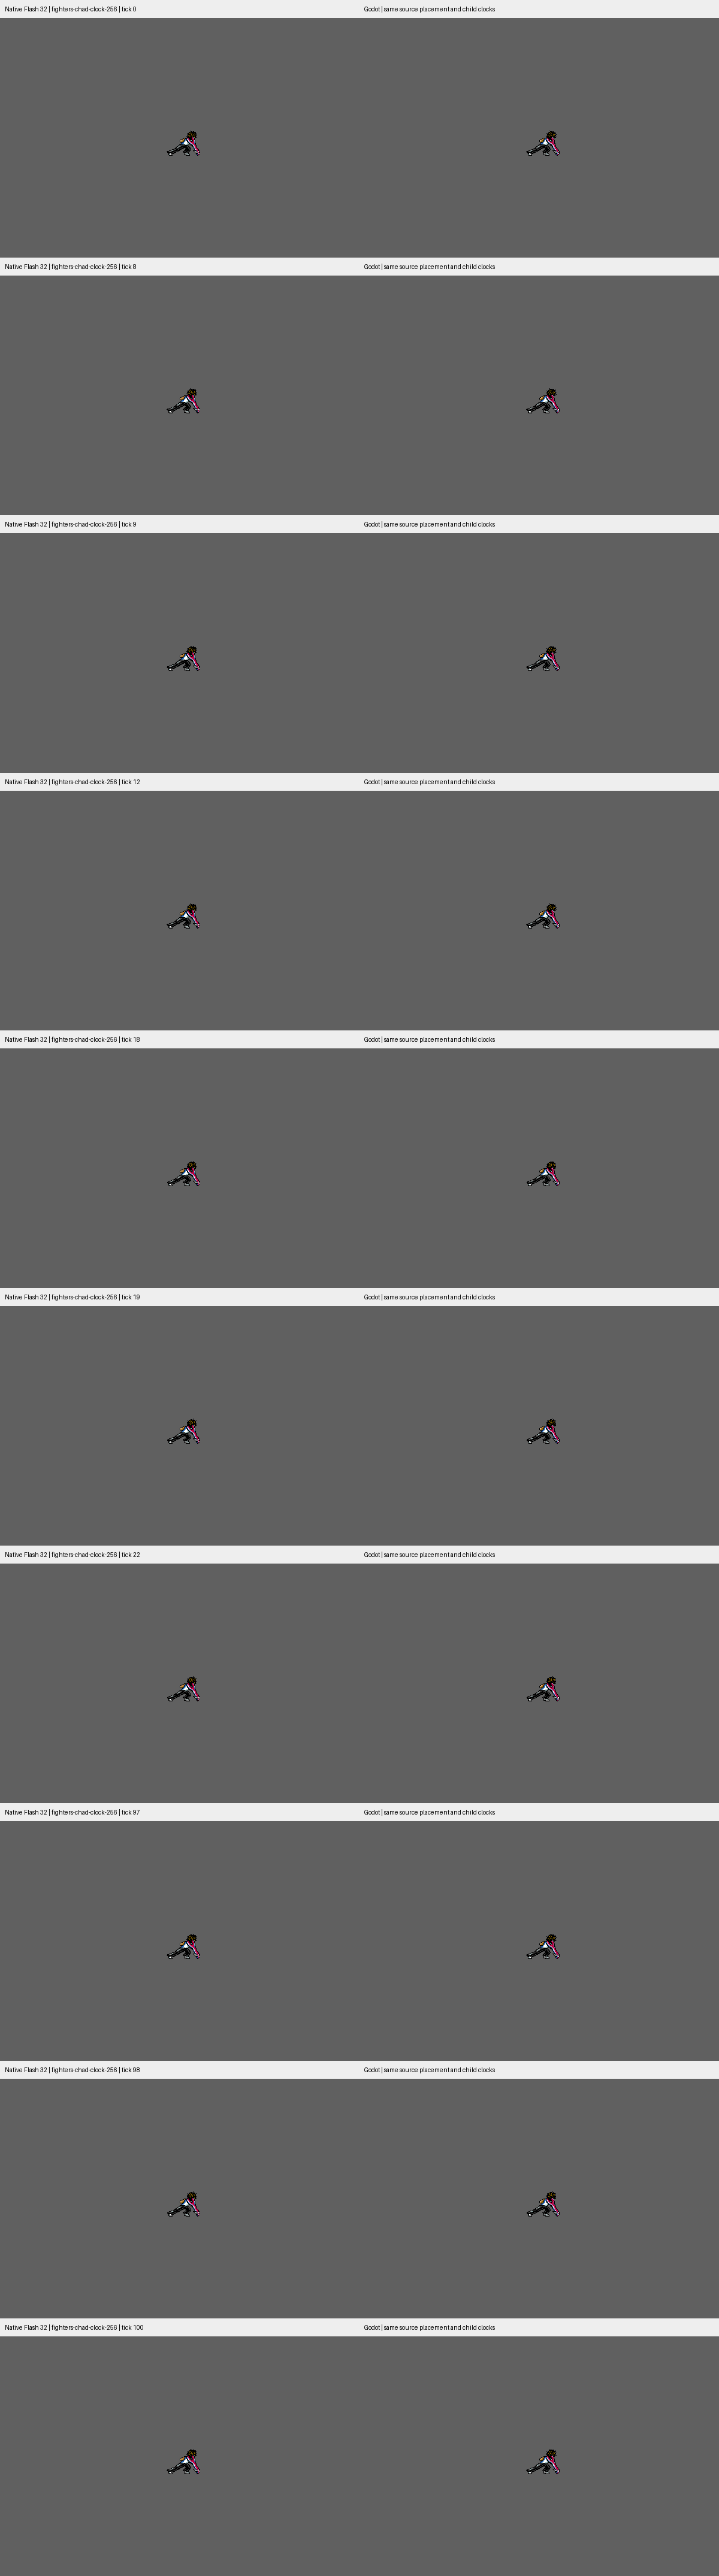 Native Flash 32 | fighters-chad-clock-256 | tick 0
Godot | same source placement and child clocks
Native Flash 32 | fighters-chad-clock-256 | tick 8
Godot | same source placement and child clocks
Native Flash 32 | fighters-chad-clock-256 | tick 9
Godot | same source placement and child clocks
Native Flash 32 | fighters-chad-clock-256 | tick 12
Godot | same source placement and child clocks
Native Flash 32 | fighters-chad-clock-256 | tick 18
Godot | same source placement and child clocks
Native Flash 32 | fighters-chad-clock-256 | tick 19
Godot | same source placement and child clocks
Native Flash 32 | fighters-chad-clock-256 | tick 22
Godot | same source placement and child clocks
Native Flash 32 | fighters-chad-clock-256 | tick 97
Godot | same source placement and child clocks
Native Flash 32 | fighters-chad-clock-256 | tick 98
Godot | same source placement and child clocks
Native Flash 32 | fighters-chad-clock-256 | tick 100
Godot | same source placement and child clocks